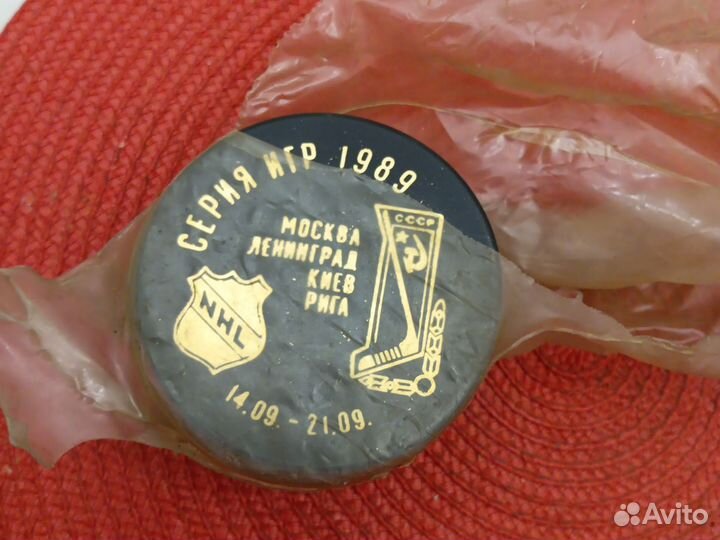 СЕРИЯ ИГР 1989
МОСКВА
ЛЕНИНГРАД
КИЕВ
РИГА
СССР
NHL
14.09. - 21.09.
Avito